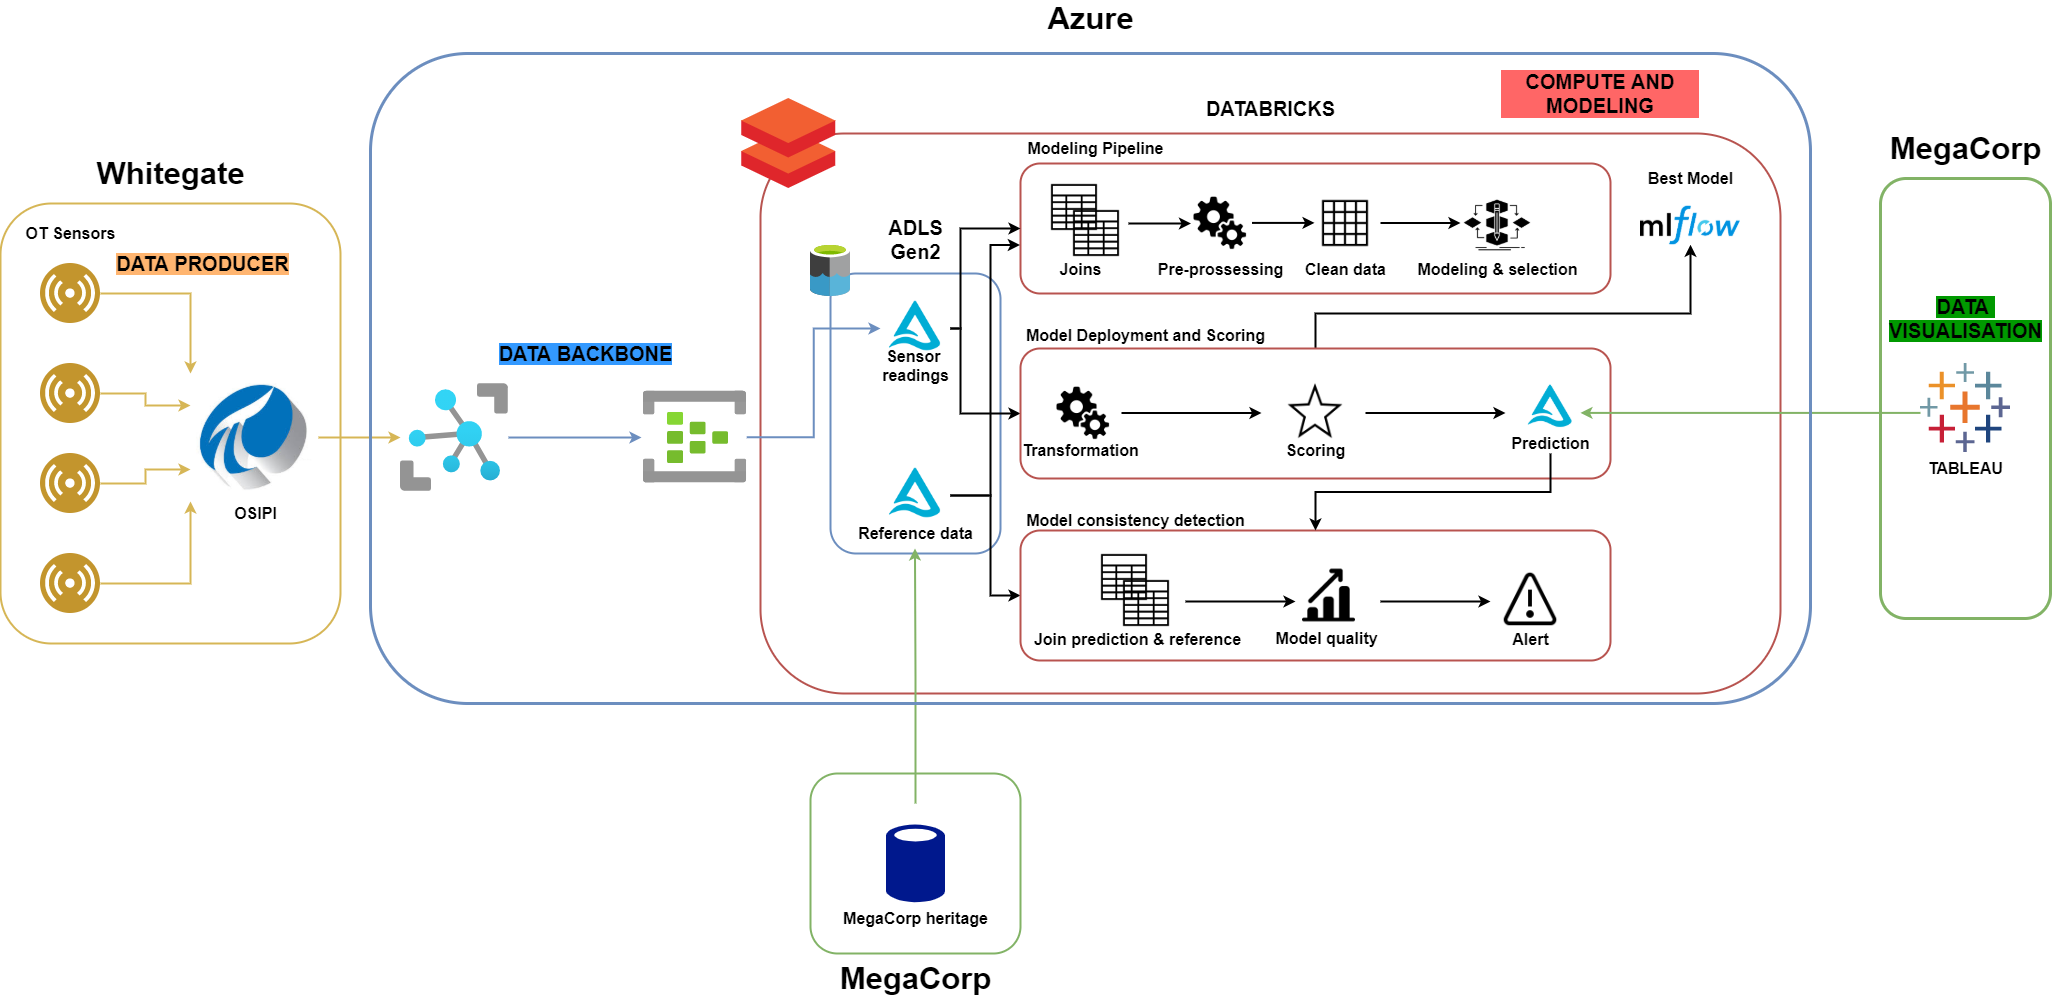 Azure
COMPUTE AND
MODELING
DATABRICKS
MegaCorp
Modeling Pipeline
Whitegate
Best Model
mlflow
OT Sensors
DATA PRODUCER
ADLS
Gen2
Joins
Pre-prossessing
Clean data
Modeling & selection
DATA
VISUALISATION
Model Deployment and Scoring
DATA BACKBONE
Sensor
readings
Transformation
Scoring
Prediction
TABLEAU
OSIPI
Model consistency detection
Reference data
Join prediction & reference
Model quality
Alert
MegaCorp heritage
MegaCorp